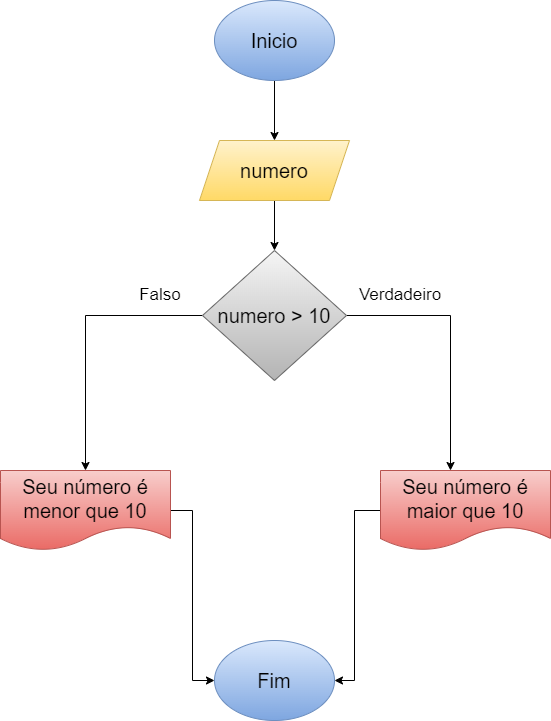 Inicio
numero
numero > 10
Falso
Verdadeiro
Seu número é
menor que 10
Seu número é
maior que 10
Fim